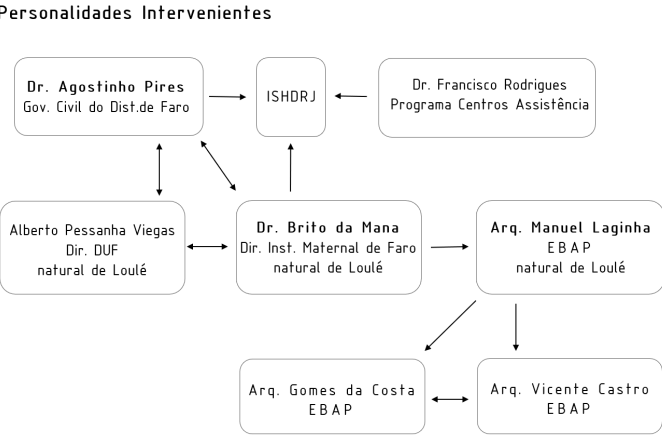 Personalidades Intervenientes
Dr. Agostinho Pires
Gov. Civil do Dist.de Faro
ISHDRJ
Dr. Francisco Rodrigues
Programa Centros Assistência
Alberto Pessanha Viegas
Dir. DUF
natural de Loulé
Dr. Brito da Mana
Dir. Inst. Maternal de Faro
natural de Loulé
Arq. Manuel Laginha
EBAP
natural de Loulé
Arq. Gomes da Costa
EBAP
Arq. Vicente Castro
EBAP